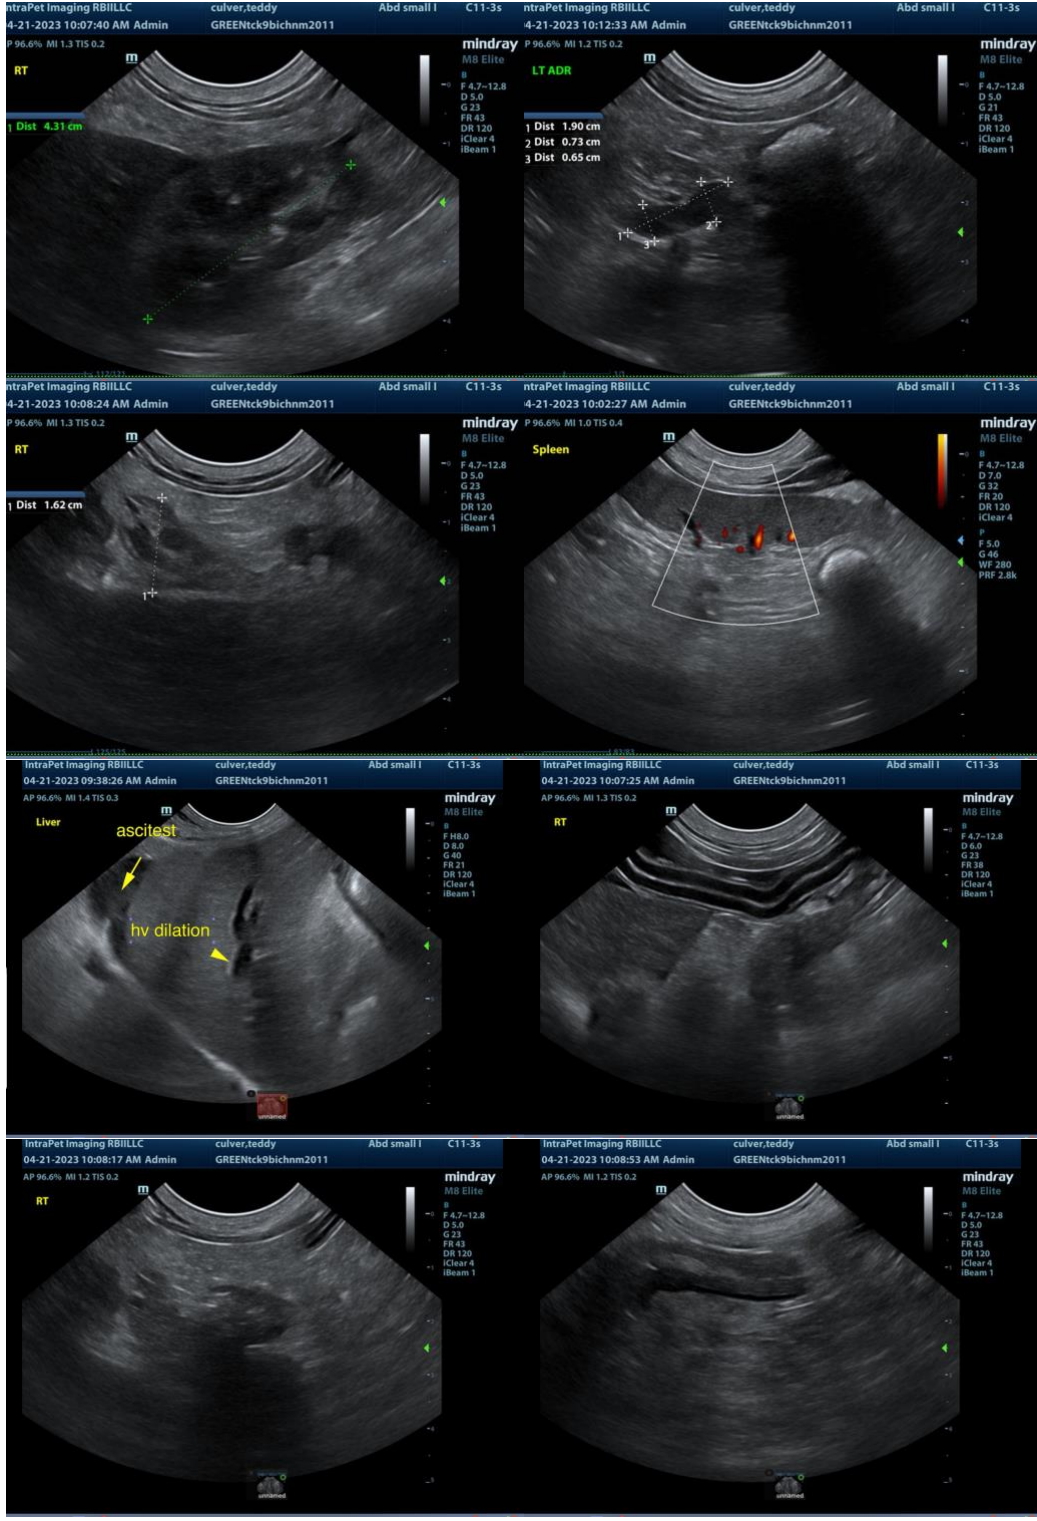 ntraPet Imaging RBIILLC culver,teddy Abd small I C11-3s
4-21-2023 10:07:40 AM Admin GREENtck9bichnm2011
P 96.6% MI 1.3 TIS 0.2
mindray
M8 Elite
RT
m
B
F 4.7~12.8
D 5.0
G 23
FR 43
DR 120
iClear 4
iBeam 1
1 Dist 4.31 cm
ntraPet Imaging RBIILLC culver,teddy Abd small I C11-3s
4-21-2023 10:12:33 AM Admin GREENtck9bichnm2011
P 96.6% MI 1.2 TIS 0.2
mindray
M8 Elite
LT ADR
m
B
F 4.7~12.8
D 5.0
G 21
FR 43
DR 120
iClear 4
iBeam 1
1 Dist 1.90 cm
2 Dist 0.73 cm
3 Dist 0.65 cm
1
2
3
ntraPet Imaging RBIILLC culver,teddy Abd small I C11-3s
4-21-2023 10:08:24 AM Admin GREENtck9bichnm2011
P 96.6% MI 1.3 TIS 0.2
mindray
M8 Elite
RT
m
B
F 4.7~12.8
D 5.0
G 23
FR 43
DR 120
iClear 4
iBeam 1
1 Dist 1.62 cm
1
ntraPet Imaging RBIILLC culver,teddy Abd small I C11-3s
4-21-2023 10:02:27 AM Admin GREENtck9bichnm2011
P 96.6% MI 1.0 TIS 0.4
mindray
M8 Elite
Spleen
m
B
F 4.7~12.8
D 7.0
G 32
FR 20
DR 120
iClear 4
P
F 5.0
G 46
WF 280
PRF 2.8k
IntraPet Imaging RBIILLC culver,teddy Abd small I C11-3s
04-21-2023 09:38:26 AM Admin GREENtck9bichnm2011
AP 96.6% MI 1.4 TIS 0.3
mindray
M8 Elite
Liver
m
B
F H8.0
D 8.0
G 40
FR 21
DR 120
iClear 4
iBeam 1
ascitest
hv dilation
unnamed
IntraPet Imaging RBIILLC culver,teddy Abd small I C11-3s
04-21-2023 10:07:25 AM Admin GREENtck9bichnm2011
AP 96.6% MI 1.3 TIS 0.2
mindray
M8 Elite
RT
m
B
F 4.7~12.8
D 6.0
G 23
FR 38
DR 120
iClear 4
iBeam 1
unnamed
IntraPet Imaging RBIILLC culver,teddy Abd small I C11-3s
04-21-2023 10:08:17 AM Admin GREENtck9bichnm2011
AP 96.6% MI 1.2 TIS 0.2
mindray
M8 Elite
RT
m
B
F 4.7~12.8
D 5.0
G 23
FR 43
DR 120
iClear 4
iBeam 1
unnamed
IntraPet Imaging RBIILLC culver,teddy Abd small I C11-3s
04-21-2023 10:08:53 AM Admin GREENtck9bichnm2011
AP 96.6% MI 1.2 TIS 0.2
mindray
M8 Elite
m
B
F 4.7~12.8
D 5.0
G 23
FR 43
DR 120
iClear 4
iBeam 1
unnamed